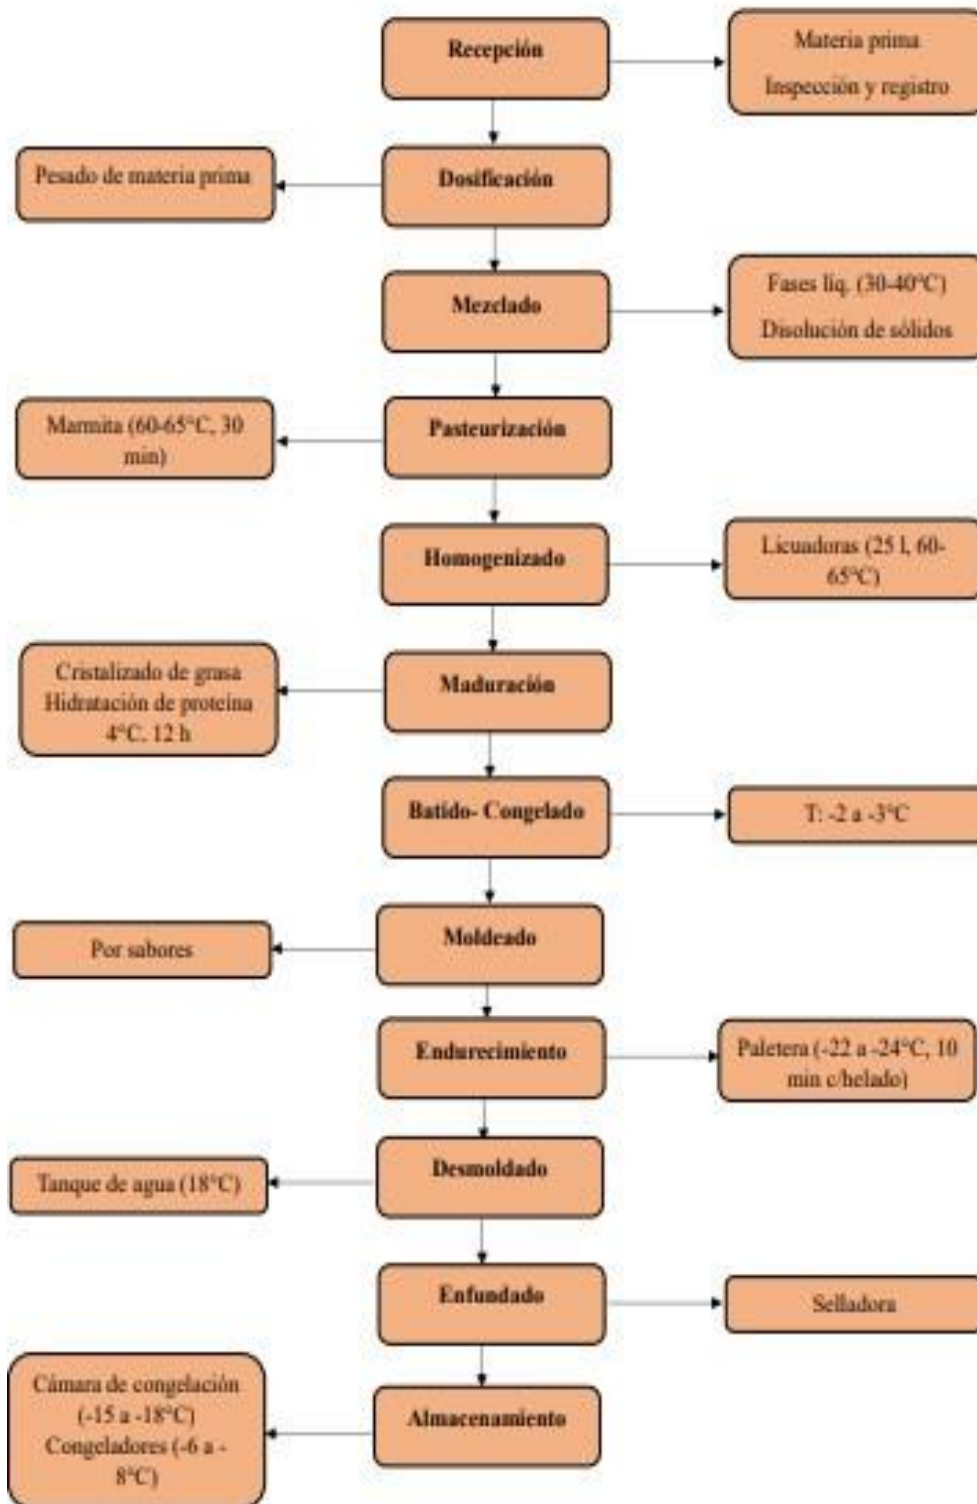 Recepción
Materia prima
Inspección y registro
Dosificación
Pesado de materia prima
Mezclado
Fases líq. (30-40°C)
Disolución de sólidos
Pasteurización
Marmita (60-65°C, 30
min)
Homogenizado
Licuadoras (25 l, 60-
65°C)
Maduración
Cristalizado de grasa
Hidratación de proteína
4°C, 12 h
Batido- Congelado
T: -2 a -3°C
Moldeado
Por sabores
Endurecimiento
Paletera (-22 a -24°C, 10
min c/helado)
Desmoldado
Tanque de agua (18°C)
Enfundado
Selladora
Almacenamiento
Cámara de congelación
(-15 a -18°C)
Congeladores (-6 a -
8°C)